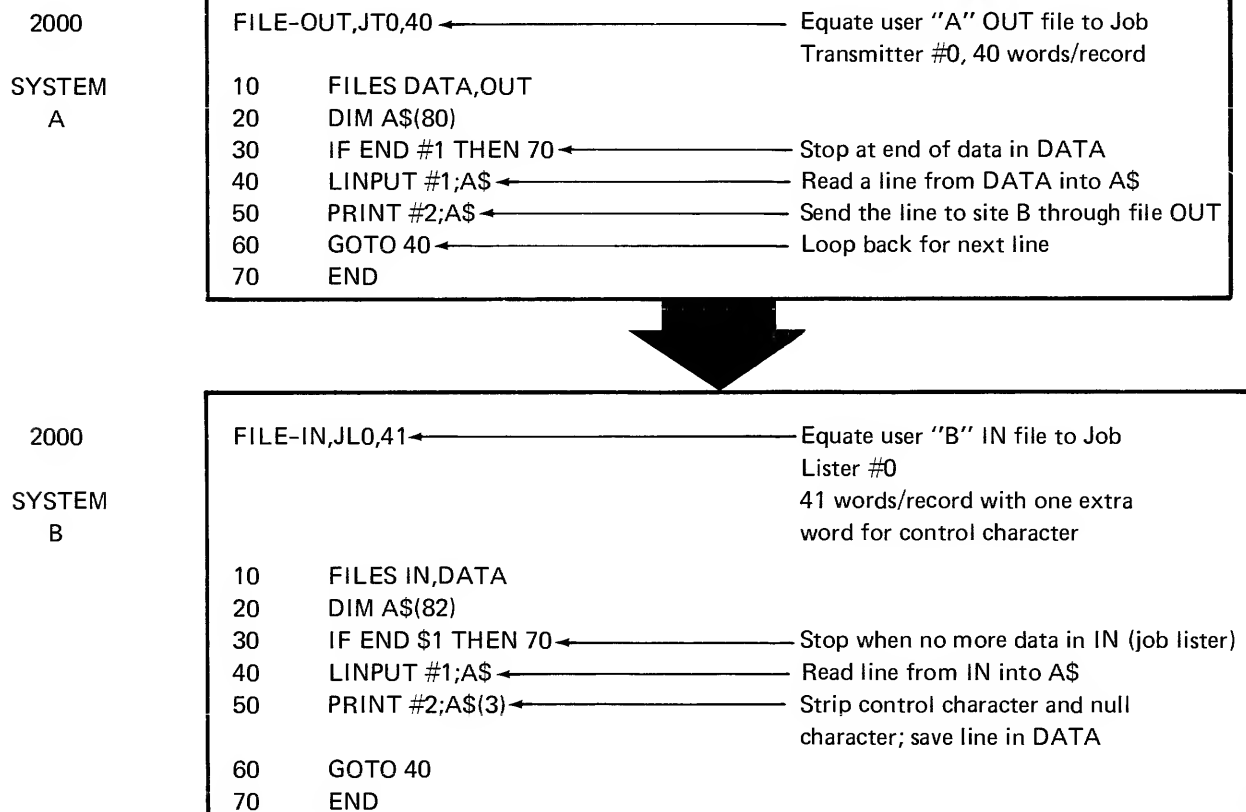 2000
SYSTEM
A
FILE-OUT,JT0,40 Equate user "A" OUT file to Job
Transmitter #0, 40 words/record
10 FILES DATA,OUT
20 DIM A$(80)
30 IF END #1 THEN 70 Stop at end of data in DATA
40 LINPUT #1;A$ Read a line from DATA into A$
50 PRINT #2;A$ Send the line to site B through file OUT
60 GOTO 40 Loop back for next line
70 END
2000
SYSTEM
B
FILE-IN,JL0,41 Equate user "B" IN file to Job
Lister #0
41 words/record with one extra
word for control character
10 FILES IN,DATA
20 DIM A$(82)
30 IF END $1 THEN 70 Stop when no more data in IN (job lister)
40 LINPUT #1;A$ Read line from IN into A$
50 PRINT #2;A$(3) Strip control character and null
character; save line in DATA
60 GOTO 40
70 END